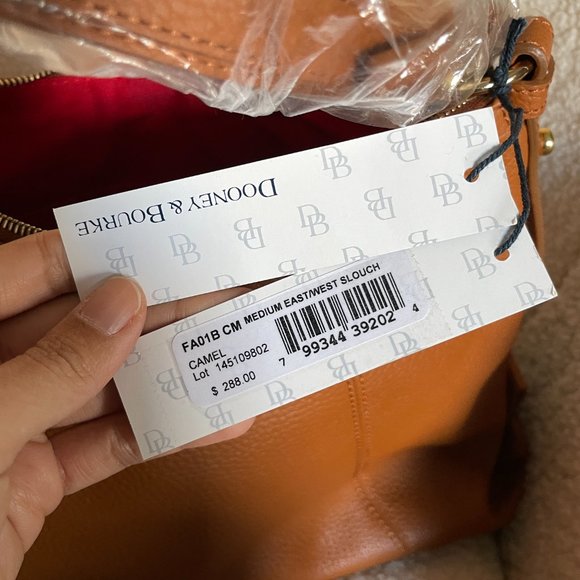 DOONEY & BOURKE
FA01B CM MEDIUM EAST/WEST SLOUCH
CAMEL
Lot 145109802
$ 288.00
7 99344 39202 4